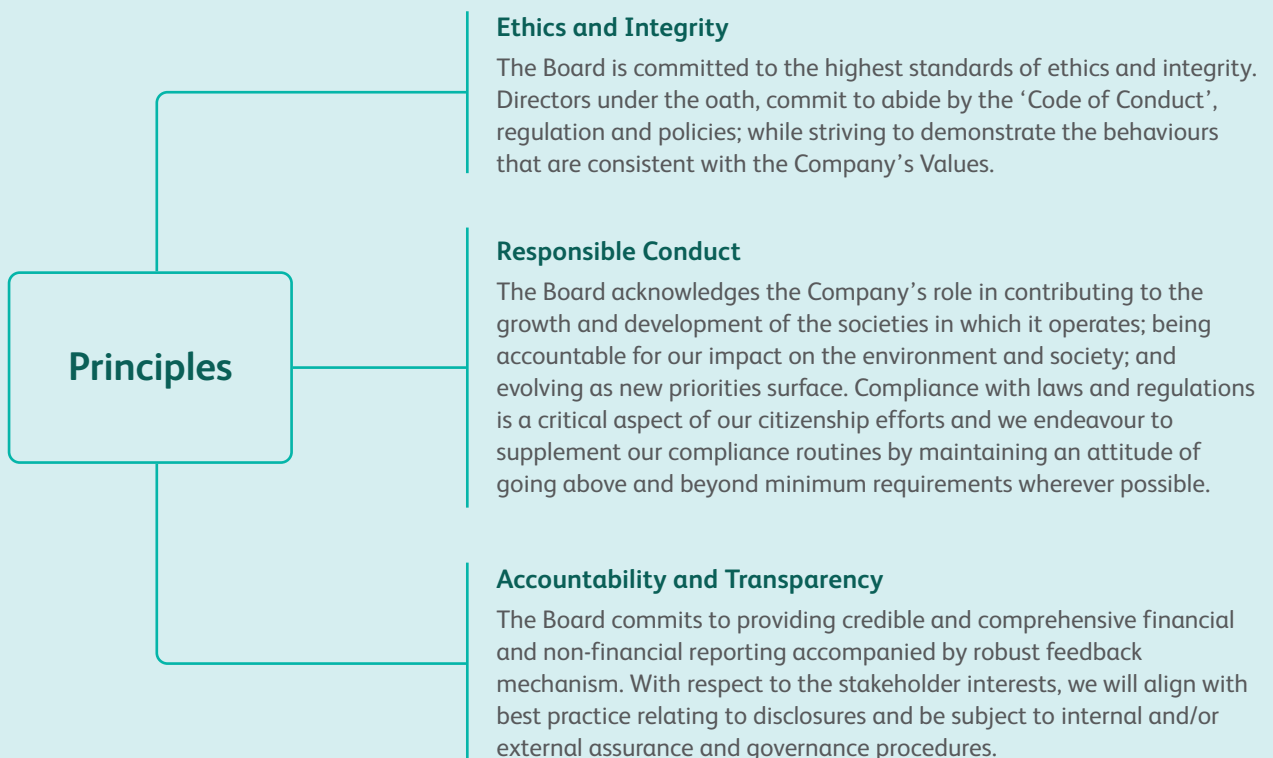 Ethics and Integrity
The Board is committed to the highest standards of ethics and integrity.
Directors under the oath, commit to abide by the ‘Code of Conduct’,
regulation and policies; while striving to demonstrate the behaviours
that are consistent with the Company’s Values.
Principles
Responsible Conduct
The Board acknowledges the Company’s role in contributing to the
growth and development of the societies in which it operates; being
accountable for our impact on the environment and society; and
evolving as new priorities surface. Compliance with laws and regulations
is a critical aspect of our citizenship efforts and we endeavour to
supplement our compliance routines by maintaining an attitude of
going above and beyond minimum requirements wherever possible.
Accountability and Transparency
The Board commits to providing credible and comprehensive financial
and non-financial reporting accompanied by robust feedback
mechanism. With respect to the stakeholder interests, we will align with
best practice relating to disclosures and be subject to internal and/or
external assurance and governance procedures.